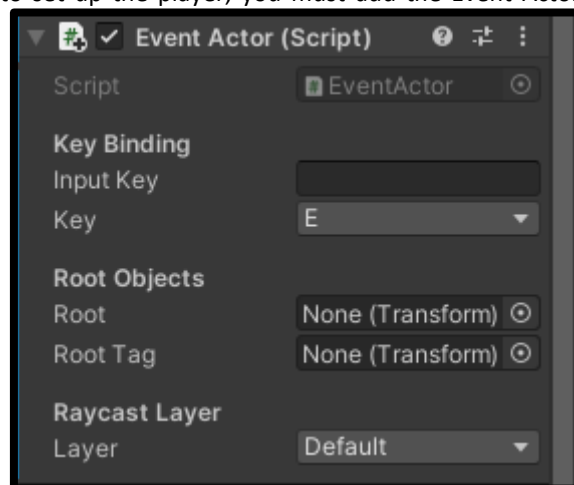 to set up the player, you must add the Event Actor
Event Actor (Script)
Script EventActor
Key Binding
Input Key
Key E
Root Objects
Root None (Transform)
Root Tag None (Transform)
Raycast Layer
Layer Default